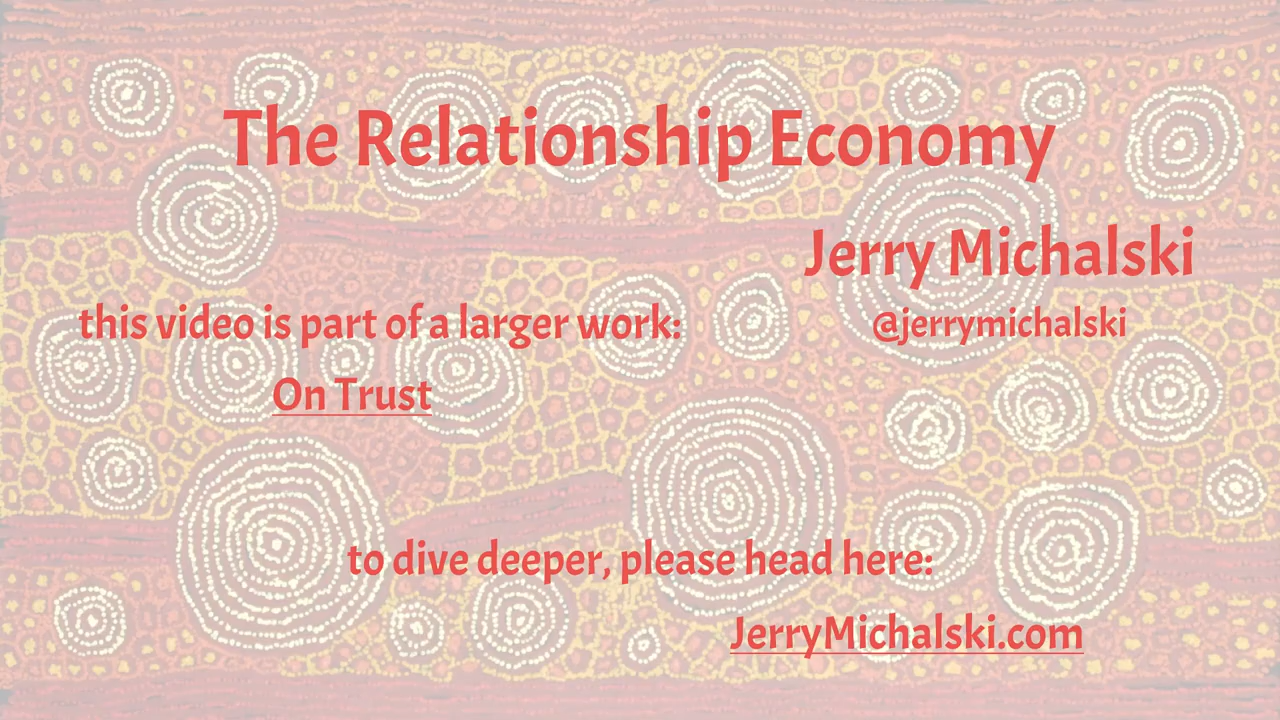 The Relationship Economy
Jerry Michalski
@jerrymichalski
this video is part of a larger work:
On Trust
to dive deeper, please head here:
JerryMichalski.com